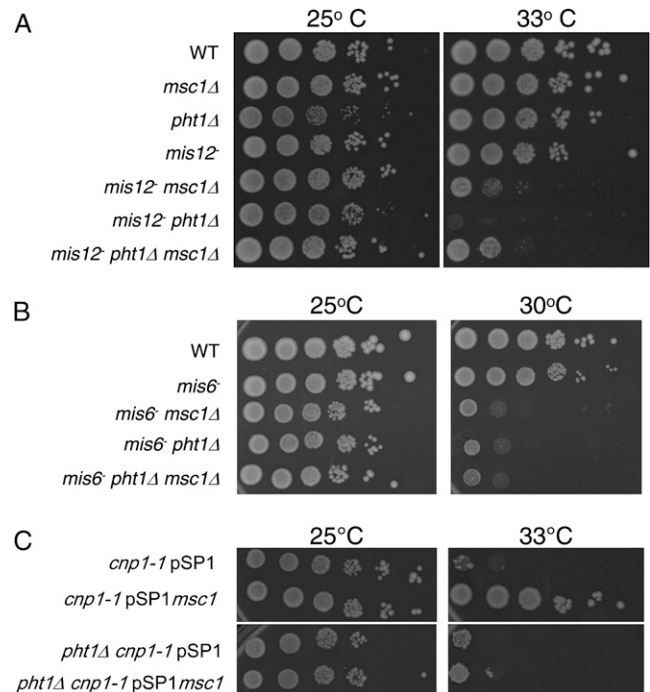 A
25° C 33° C
WT
msc1Δ
pht1Δ
mis12-
mis12- msc1Δ
mis12- pht1Δ
mis12- pht1Δ msc1Δ
B
25°C 30°C
WT
mis6-
mis6- msc1Δ
mis6- pht1Δ
mis6- pht1Δ msc1Δ
C
25°C 33°C
cnp1-1 pSP1
cnp1-1 pSP1msc1
pht1Δ cnp1-1 pSP1
pht1Δ cnp1-1 pSP1msc1